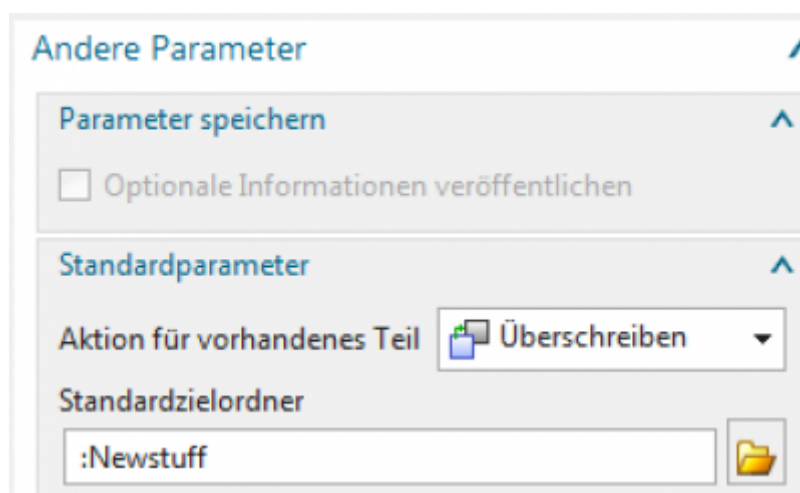 Andere Parameter
Parameter speichern
Optionale Informationen veröffentlichen
Standardparameter
Aktion für vorhandenes Teil Überschreiben
Standardzielordner
:Newstuff